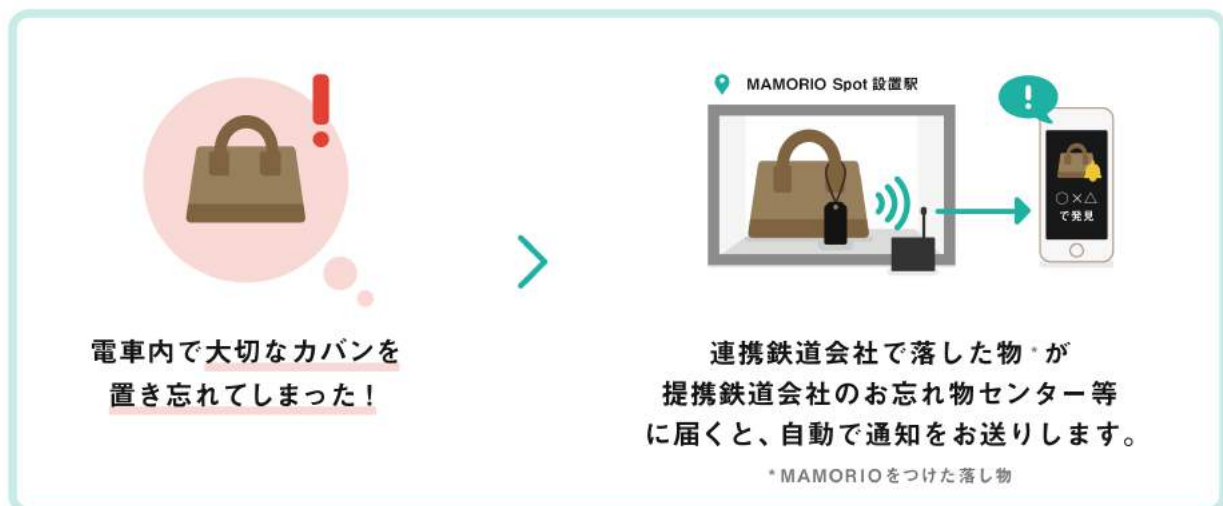 電車内で大切なカバンを
置き忘れてしまった！
MAMORIO Spot 設置駅
!
○×△
で発見
連携鉄道会社で落した物*が
提携鉄道会社のお忘れ物センター等
に届くと、自動で通知をお送りします。
*MAMORIOをつけた落し物